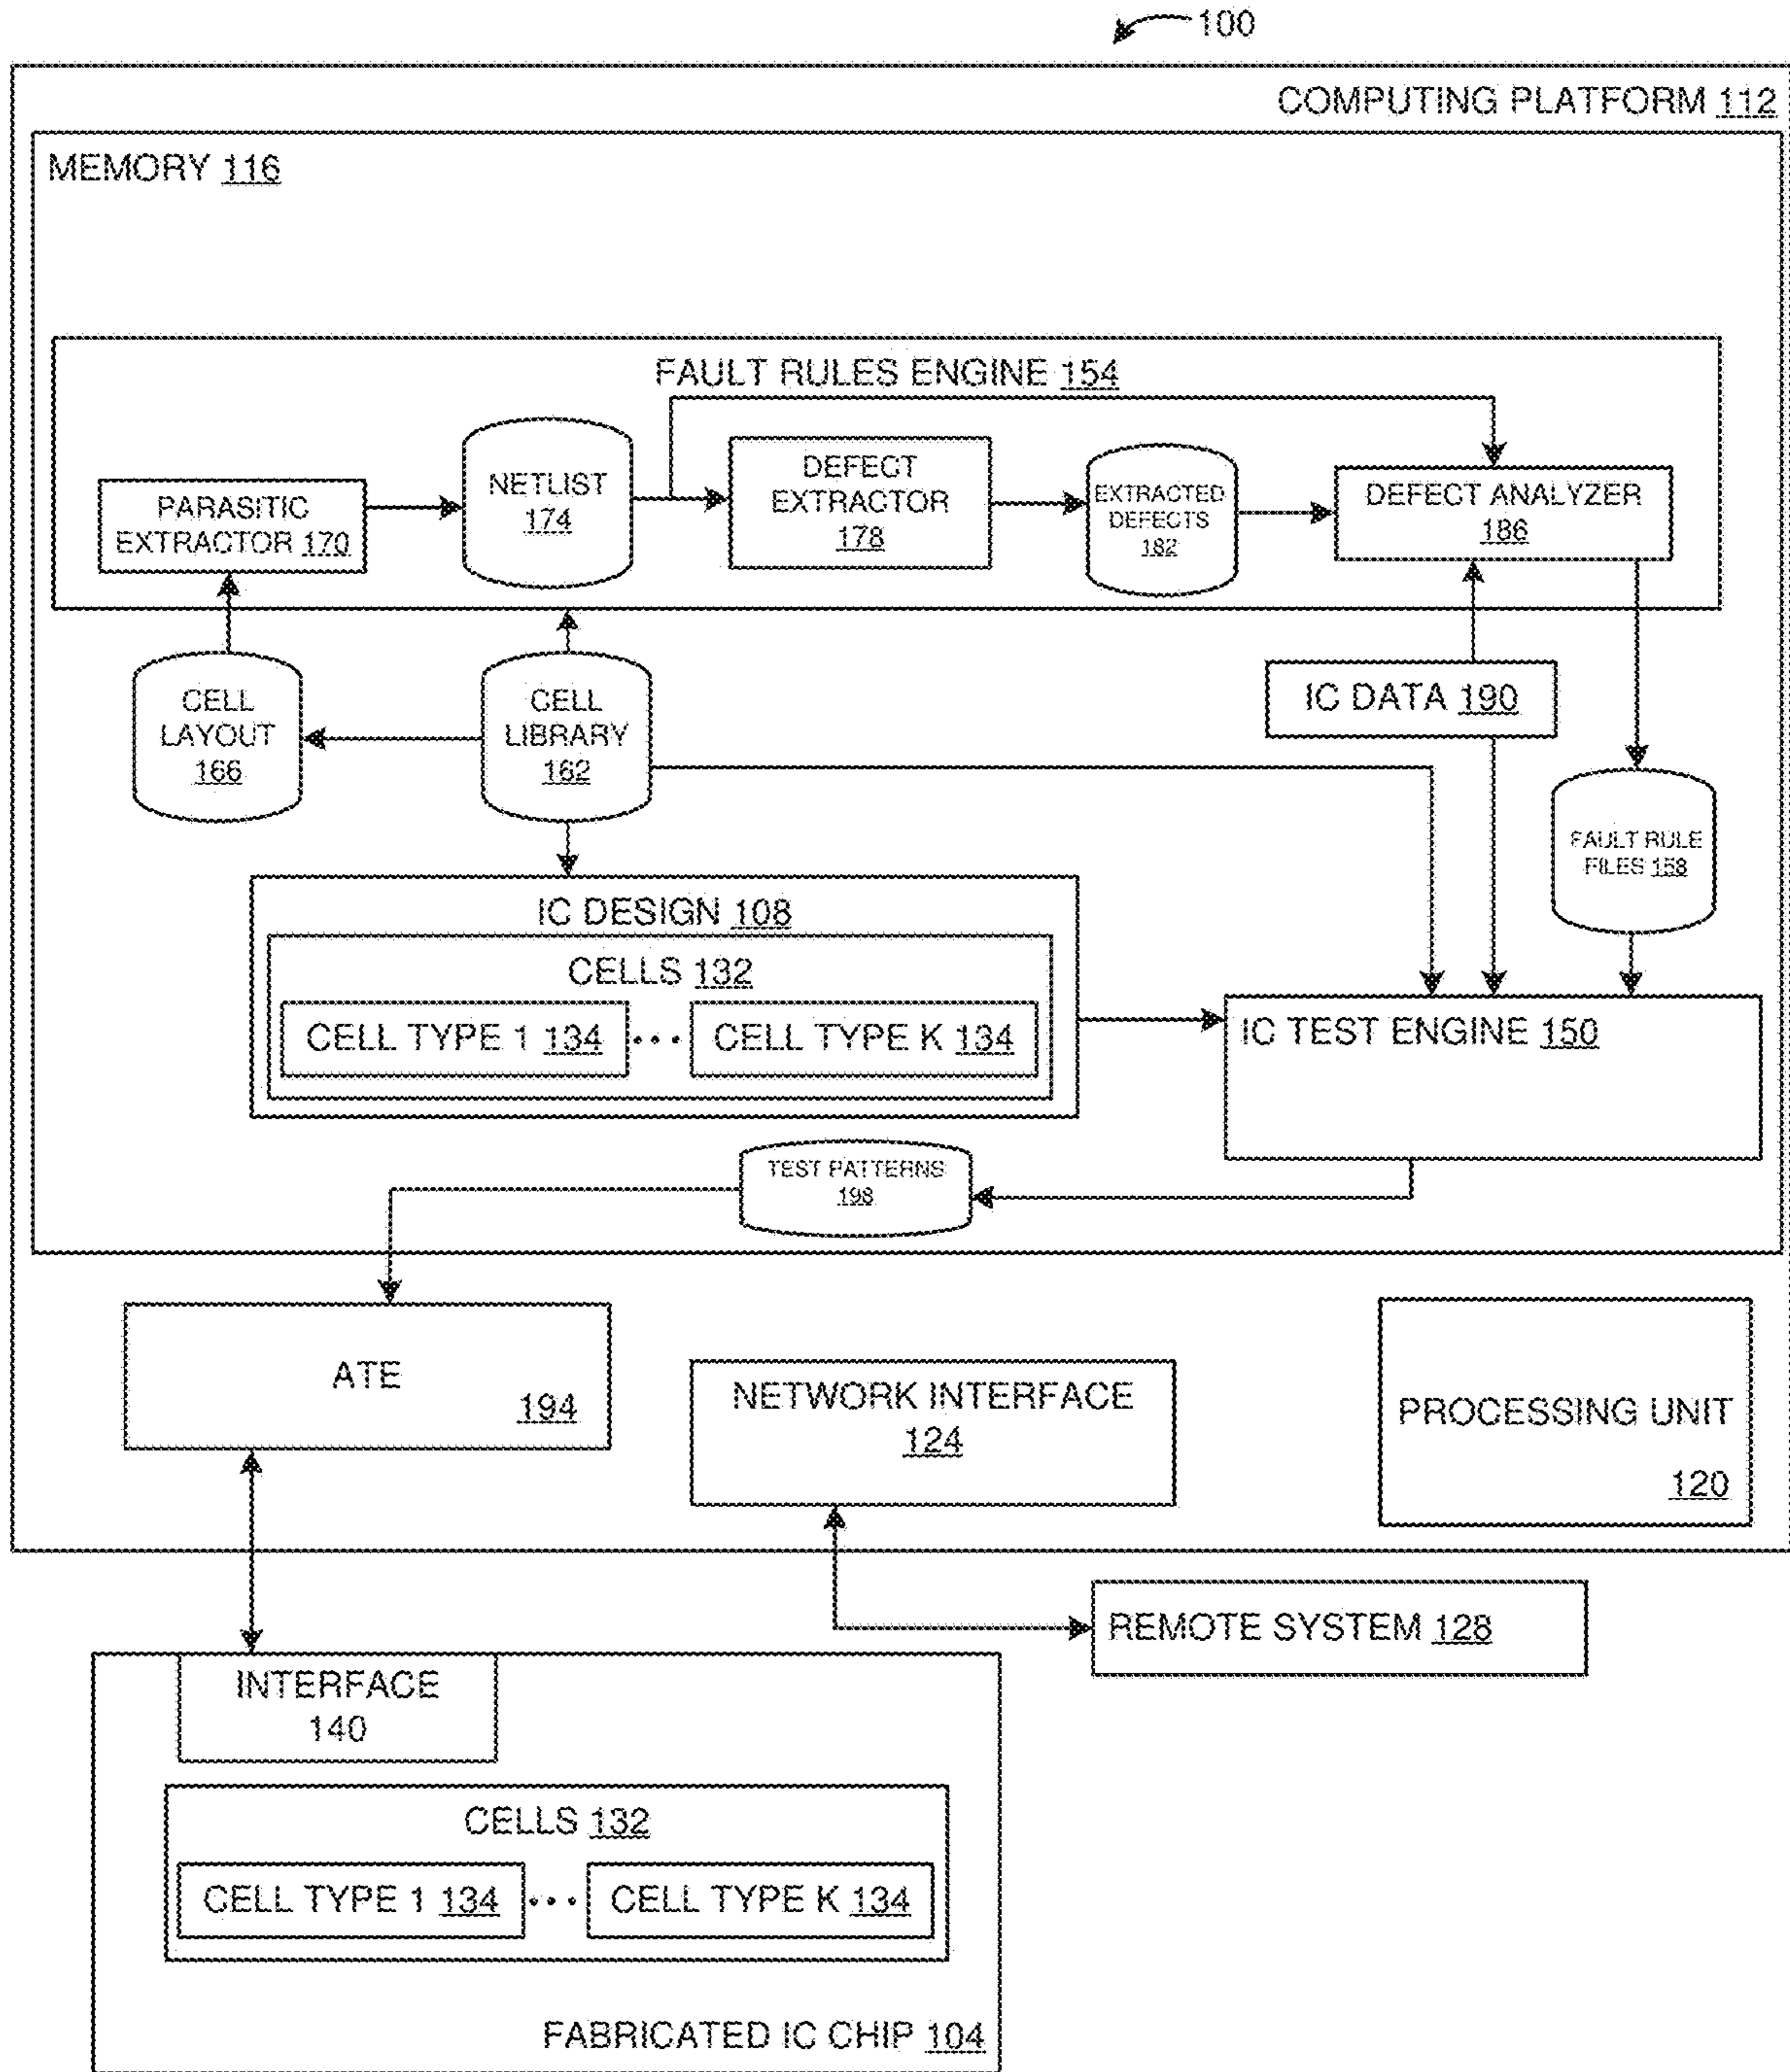 100
COMPUTING PLATFORM 112
MEMORY 116
FAULT RULES ENGINE 154
PARASITIC
EXTRACTOR 170
NETLIST
174
DEFECT
EXTRACTOR
178
EXTRACTED
DEFECTS
182
DEFECT ANALYZER
186
CELL
LAYOUT
166
CELL
LIBRARY
162
IC DATA 190
FAULT RULE
FILES 158
IC DESIGN 108
CELLS 132
CELL TYPE 1 134 ••• CELL TYPE K 134
IC TEST ENGINE 150
TEST PATTERNS
198
ATE
194
NETWORK INTERFACE
124
PROCESSING UNIT
120
REMOTE SYSTEM 128
INTERFACE
140
CELLS 132
CELL TYPE 1 134 ••• CELL TYPE K 134
FABRICATED IC CHIP 104